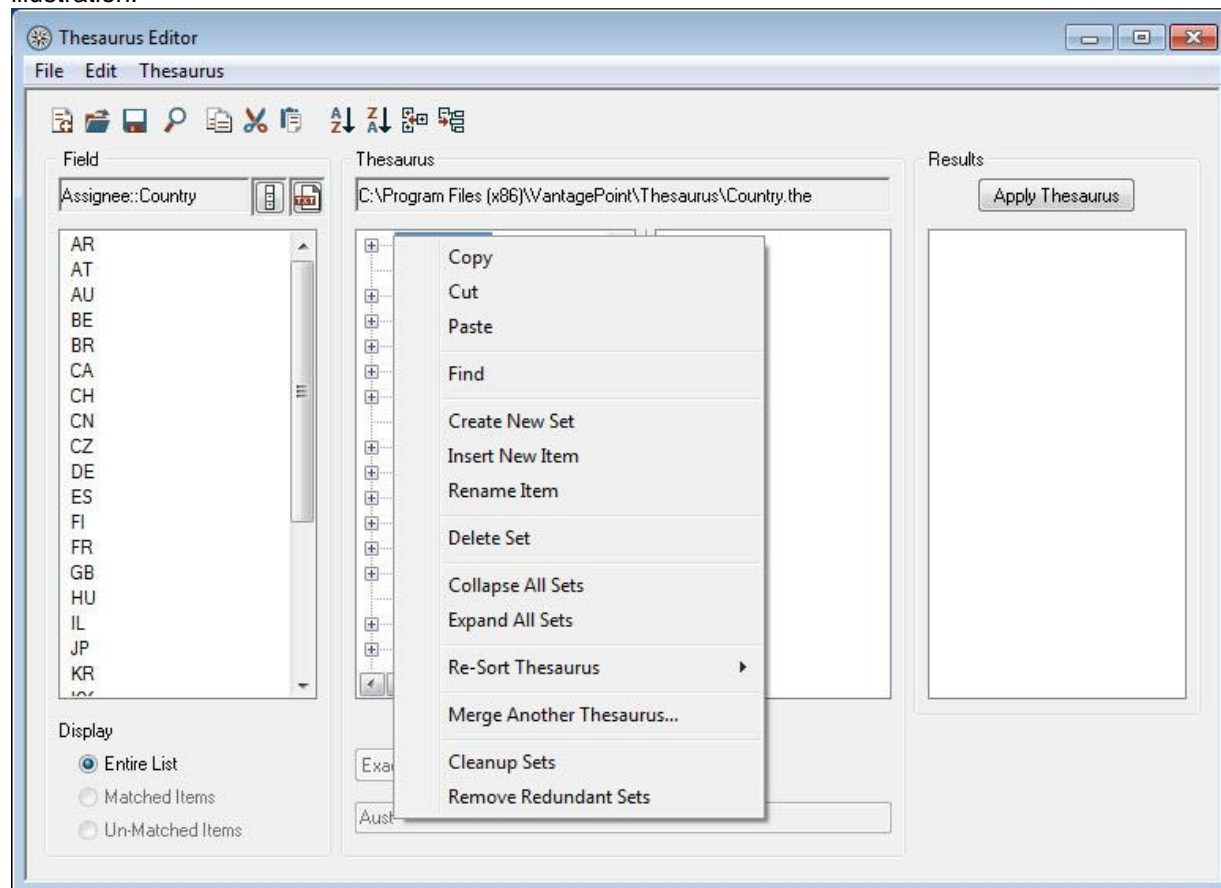 illustration.
Thesaurus Editor
File Edit Thesaurus
Field
Thesaurus
Results
Assignee::Country
TXT
C:\Program Files (x86)\VantagePoint\Thesaurus\Country.the
Apply Thesaurus
AR
AT
AU
BE
BR
CA
CH
CN
CZ
DE
ES
FI
FR
GB
HU
IL
JP
KR
Copy
Cut
Paste
Find
Create New Set
Insert New Item
Rename Item
Delete Set
Collapse All Sets
Expand All Sets
Re-Sort Thesaurus
Merge Another Thesaurus...
Cleanup Sets
Remove Redundant Sets
Display
Entire List
Matched Items
Un-Matched Items
Exa
Aust